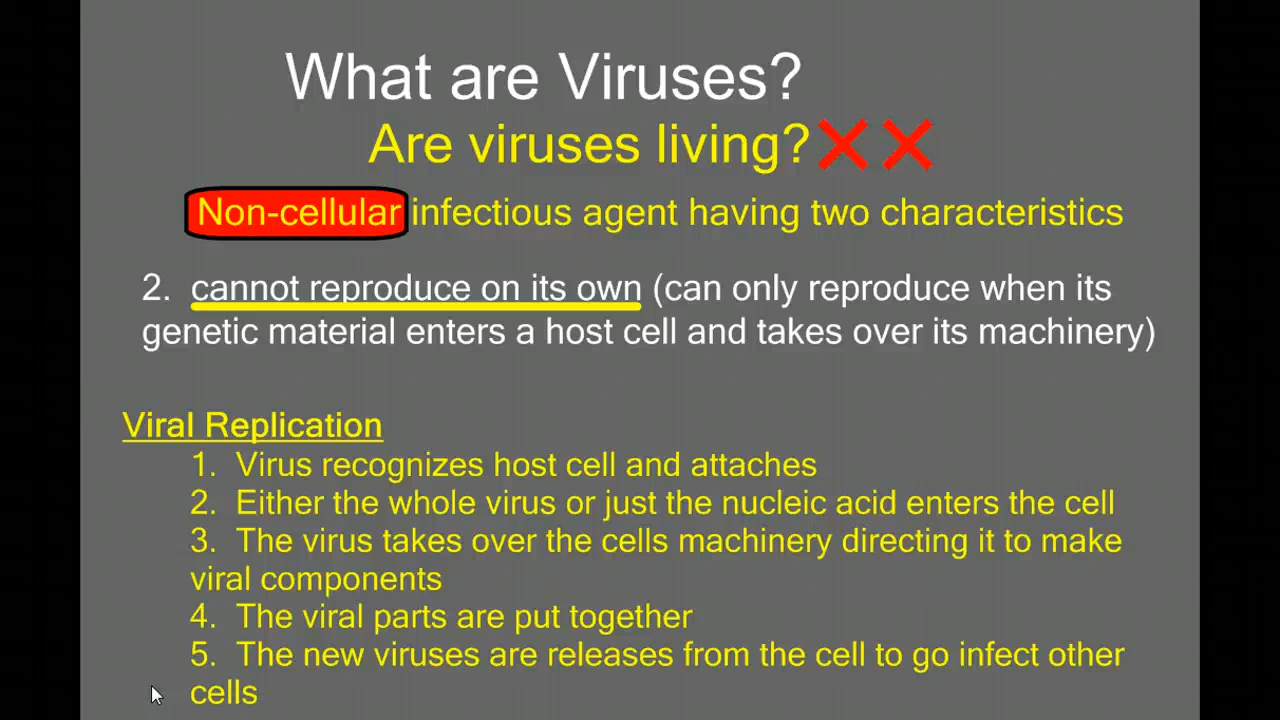 What are Viruses?
Are viruses living?
Non-cellular infectious agent having two characteristics
2. cannot reproduce on its own (can only reproduce when its
genetic material enters a host cell and takes over its machinery)
Viral Replication
1. Virus recognizes host cell and attaches
2. Either the whole virus or just the nucleic acid enters the cell
3. The virus takes over the cells machinery directing it to make
viral components
4. The viral parts are put together
5. The new viruses are releases from the cell to go infect other
cells